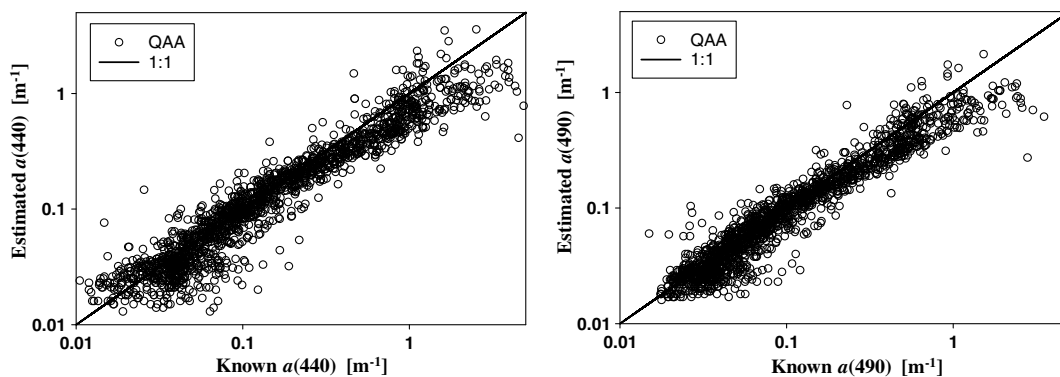 QAA
1:1
Estimated a(440) [m⁻¹]
1
0.1
0.01
0.01
0.1
1
Known a(440) [m⁻¹]
QAA
1:1
Estimated a(490) [m⁻¹]
1
0.1
0.01
0.01
0.1
1
Known a(490) [m⁻¹]